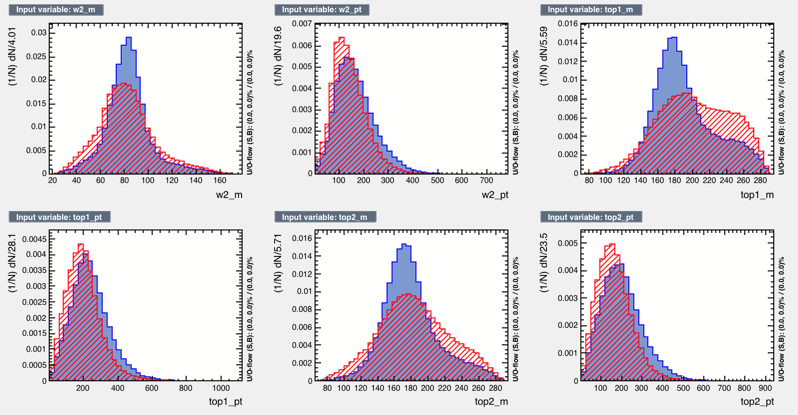 Input variable: w2_m
(1/N) dN/4.01
0.03
0.025
0.02
0.015
0.01
0.005
0
20 40 60 80 100 120 140 160
w2_m
U/O-flow (S,B): (0.0, 0.0)% / (0.0, 0.0)%
Input variable: w2_pt
(1/N) dN/19.6
0.007
0.006
0.005
0.004
0.003
0.002
0.001
0
100 200 300 400 500 600 700
w2_pt
U/O-flow (S,B): (0.0, 0.0)% / (0.0, 0.0)%
Input variable: top1_m
(1/N) dN/5.59
0.016
0.014
0.012
0.01
0.008
0.006
0.004
0.002
0
80 100 120 140 160 180 200 220 240 260 280
top1_m
U/O-flow (S,B): (0.0, 0.0)% / (0.0, 0.0)%
Input variable: top1_pt
(1/N) dN/28.1
0.0045
0.004
0.0035
0.003
0.0025
0.002
0.0015
0.001
0.0005
0
200 400 600 800 1000
top1_pt
U/O-flow (S,B): (0.0, 0.0)% / (0.0, 0.0)%
Input variable: top2_m
(1/N) dN/5.71
0.016
0.014
0.012
0.01
0.008
0.006
0.004
0.002
0
80 100 120 140 160 180 200 220 240 260 280
top2_m
U/O-flow (S,B): (0.0, 0.0)% / (0.0, 0.0)%
Input variable: top2_pt
(1/N) dN/23.5
0.005
0.004
0.003
0.002
0.001
0
100 200 300 400 500 600 700 800 900
top2_pt
U/O-flow (S,B): (0.0, 0.0)% / (0.0, 0.0)%